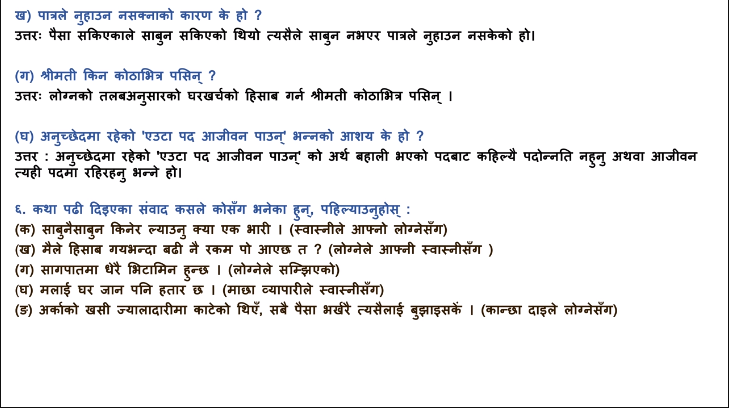 ख) पात्रले नुहाउन नसक्नाको कारण के हो ?
उत्तरः पैसा सकिएकाले साबुन सकिएको थियो त्यसैले साबुन नभएर पात्रले नुहाउन नसकेको हो।
(ग) श्रीमती किन कोठाभित्र पसिन् ?
उत्तरः लोग्नको तलबअनुसारको घरखर्चको हिसाब गर्न श्रीमती कोठाभित्र पसिन् ।
(घ) अनुच्छेदमा रहेको 'एउटा पद आजीवन पाउनु' भन्नको आशय के हो ?
उत्तर : अनुच्छेदमा रहेको 'एउटा पद आजीवन पाउनु' को अर्थ बहाली भएको पदबाट कहिल्यै पदोन्नति नहुनु अथवा आजीवन
त्यही पदमा रहिरहनु भन्ने हो।
६. कथा पढी दिइएका संवाद कसले कोसँग भनेका हुन्, पहिल्याउनुहोस् :
(क) साबुनैसाबुन किनेर ल्याउनु क्या एक भारी । (स्वास्नीले आफ्नो लोग्नेसँग)
(ख) मैले हिसाब गयभन्दा बढी नै रकम पो आएछ त ? (लोग्नेले आफ्नी स्वास्नीसँग )
(ग) सागपातमा धेरै भिटामिन हुन्छ । (लोग्नेले सम्झिएको)
(घ) मलाई घर जान पनि हतार छ । (माछा व्यापारीले स्वास्नीसँग)
(ङ) अर्काको खसी ज्यालादारीमा काटेको थिएँ, सबै पैसा भर्खरै त्यसैलाई बुझाइसकें । (कान्छा दाइले लोग्नेसँग)